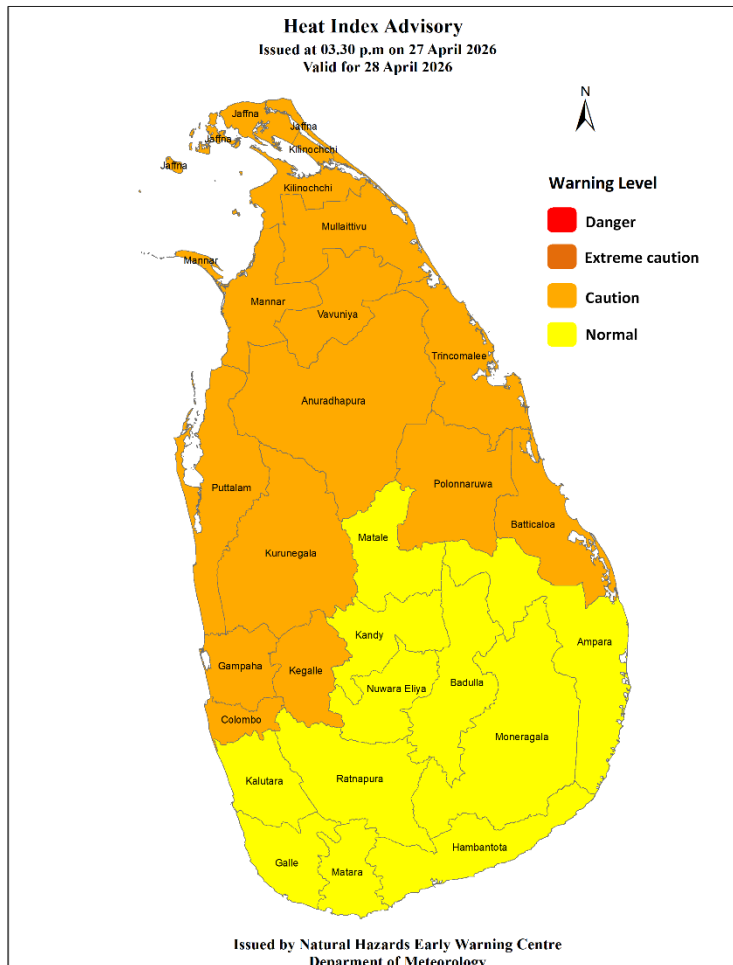 Heat Index Advisory
Issued at 03.30 p.m on 27 April 2026
Valid for 28 April 2026
N
Warning Level
Danger
Extreme caution
Caution
Normal
Jaffna
Jaffna
Jaffna
Kilinochchi
Jaffna
Kilinochchi
Mullaittivu
Mannar
Mannar
Vavuniya
Trincomalee
Anuradhapura
Polonnaruwa
Puttalam
Batticaloa
Matale
Kurunegala
Kandy
Ampara
Gampaha
Kegalle
Nuwara Eliya
Badulla
Colombo
Moneragala
Kalutara
Ratnapura
Hambantota
Galle
Matara
Issued by Natural Hazards Early Warning Centre
Deparment of Meteorology